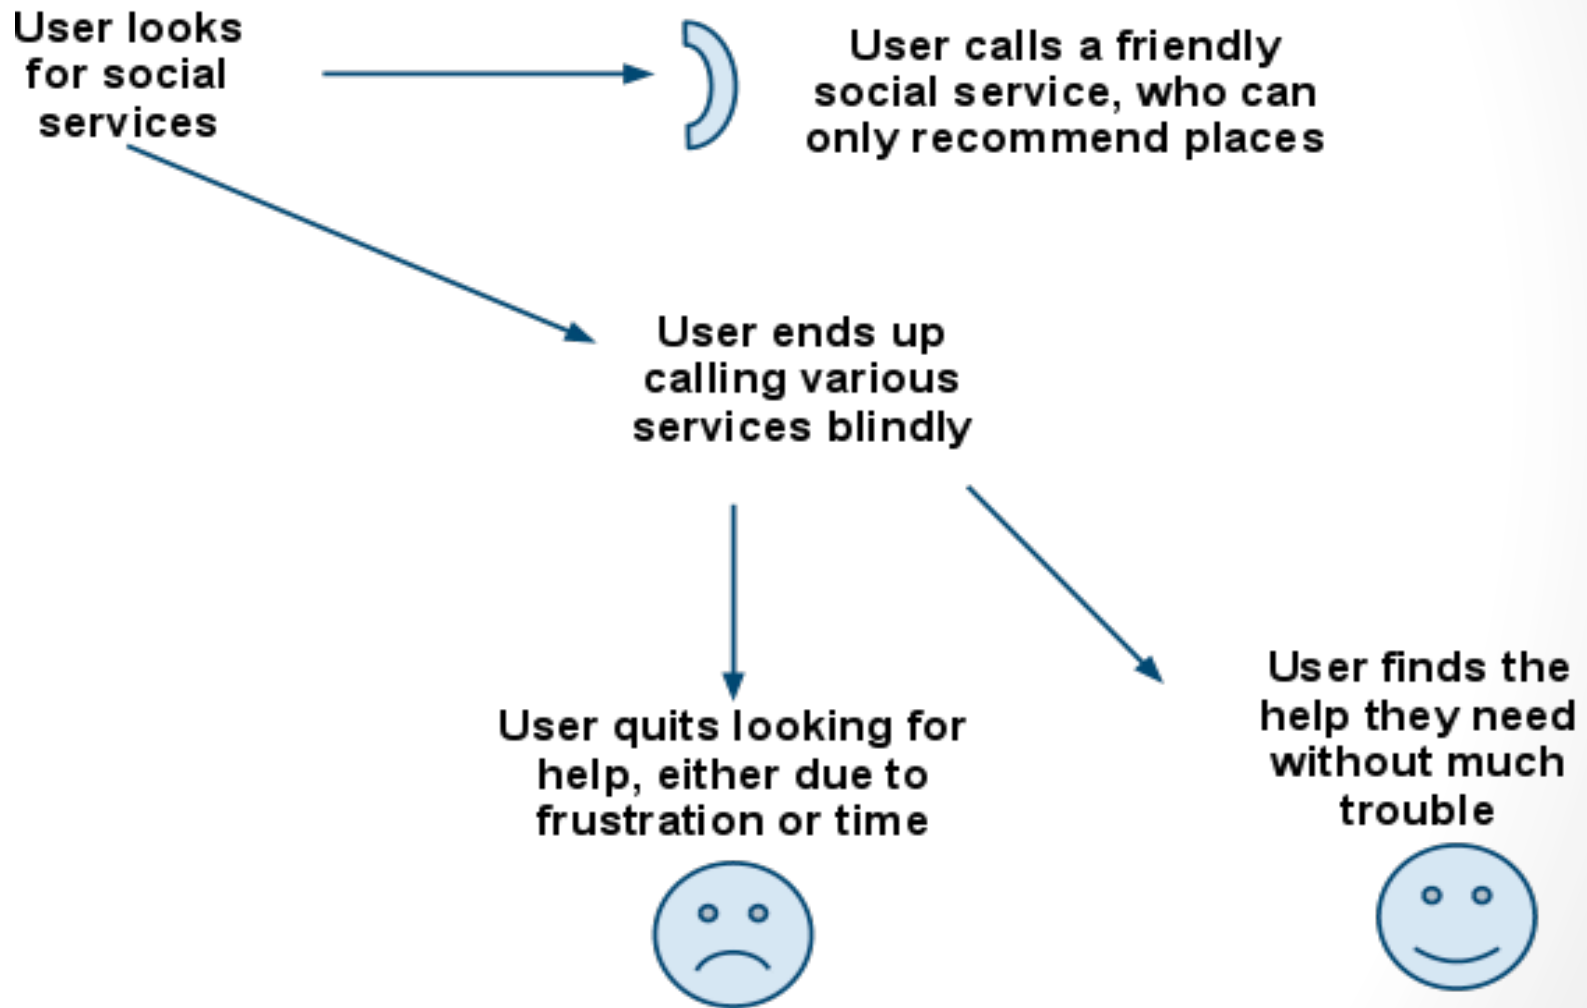 User looks
for social
services
User calls a friendly
social service, who can
only recommend places
User ends up
calling various
services blindly
User quits looking for
help, either due to
frustration or time
User finds the
help they need
without much
trouble